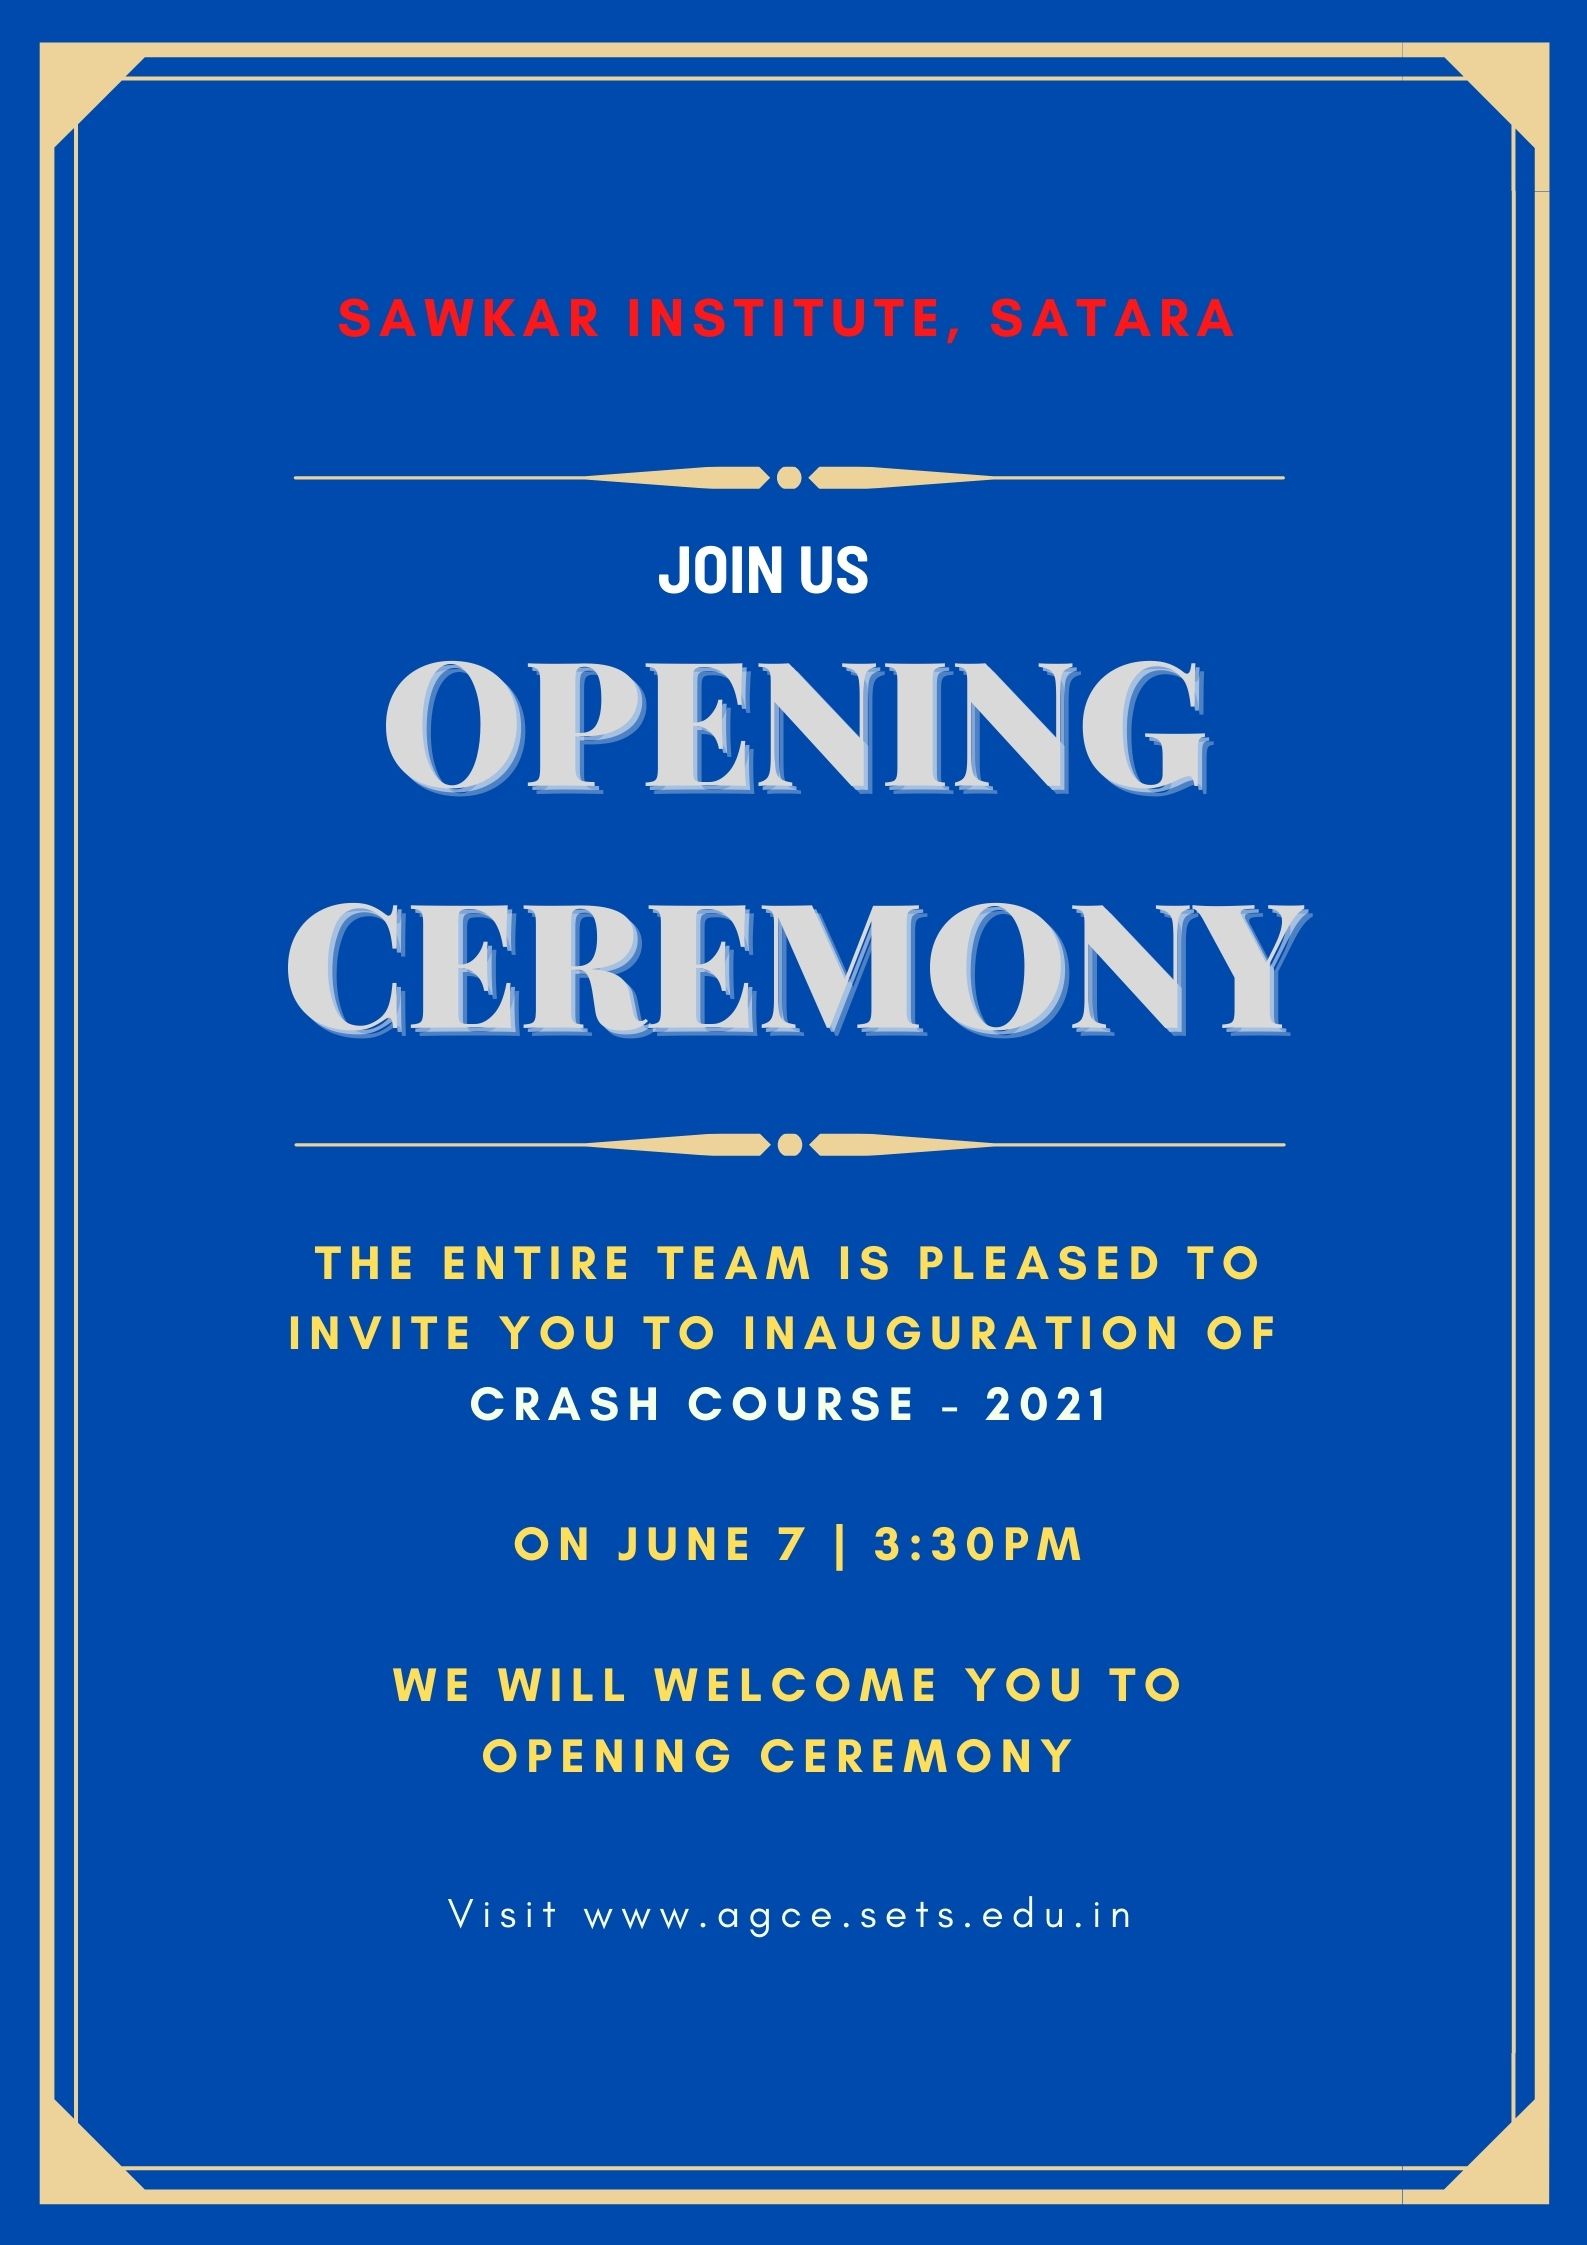 SAWKAR INSTITUTE, SATARA
JOIN US
OPENING
CEREMONY
THE ENTIRE TEAM IS PLEASED TO
INVITE YOU TO INAUGURATION OF
CRASH COURSE - 2021
ON JUNE 7 | 3:30PM
WE WILL WELCOME YOU TO
OPENING CEREMONY
Visit www.agce.sets.edu.in